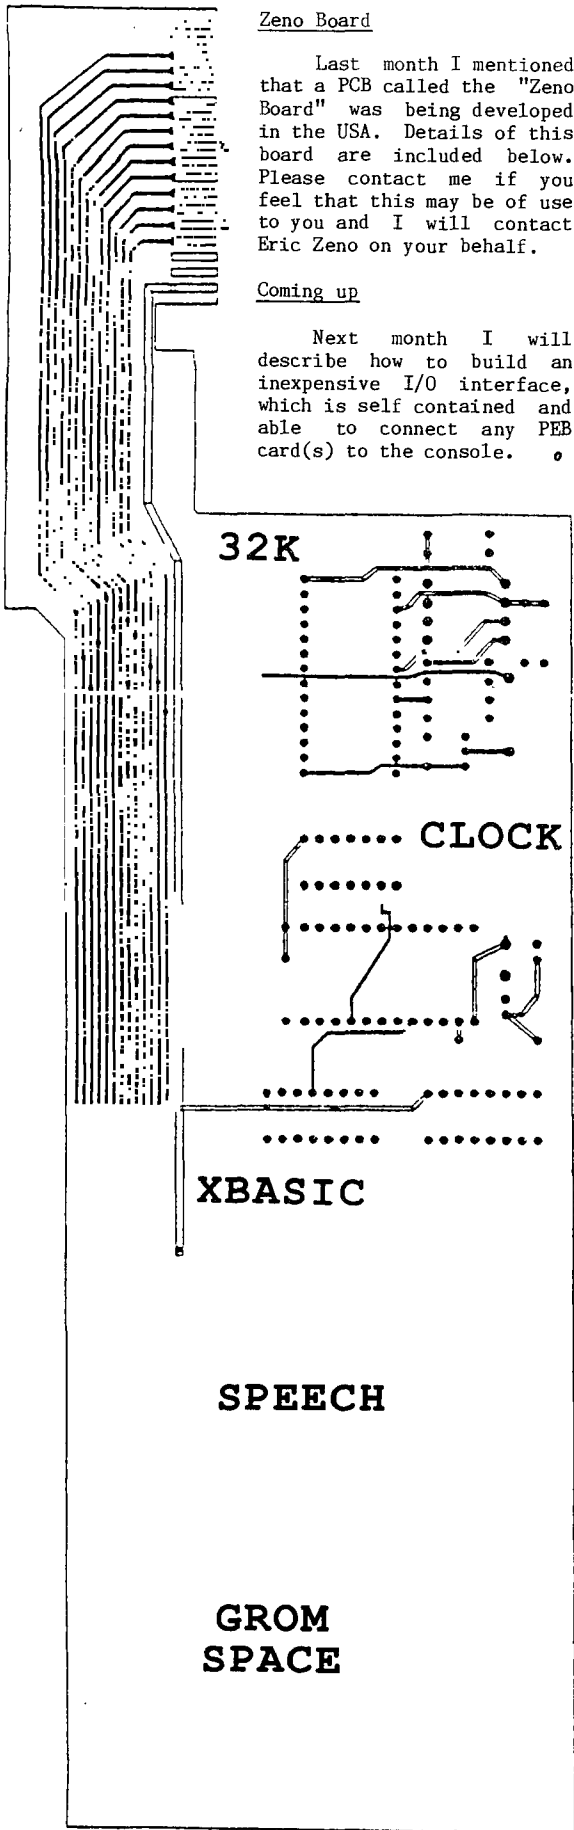 Zeno Board
Last month I mentioned
that a PCB called the "Zeno
Board" was being developed
in the USA. Details of this
board are included below.
Please contact me if you
feel that this may be of use
to you and I will contact
Eric Zeno on your behalf.
Coming up
Next month I will
describe how to build an
inexpensive I/O interface,
which is self contained and
able to connect any PEB
card(s) to the console.
32K
CLOCK
XBASIC
SPEECH
GROM
SPACE